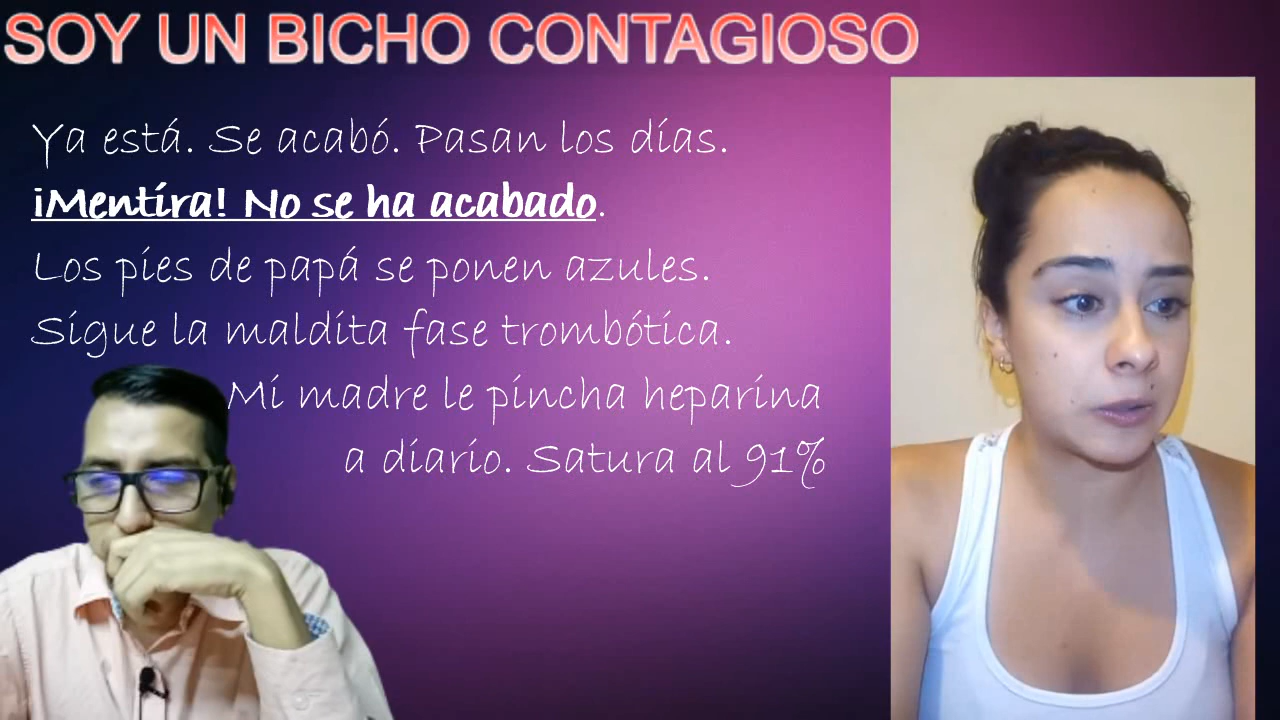 SOY UN BICHO CONTAGIOSO
Ya está. Se acabó. Pasan los días.
¡Mentira! No se ha acabado.
Los pies de papá se ponen azules.
Sigue la maldita fase trombótica.
Mi madre le pincha heparina
a diario. Satura al 91%